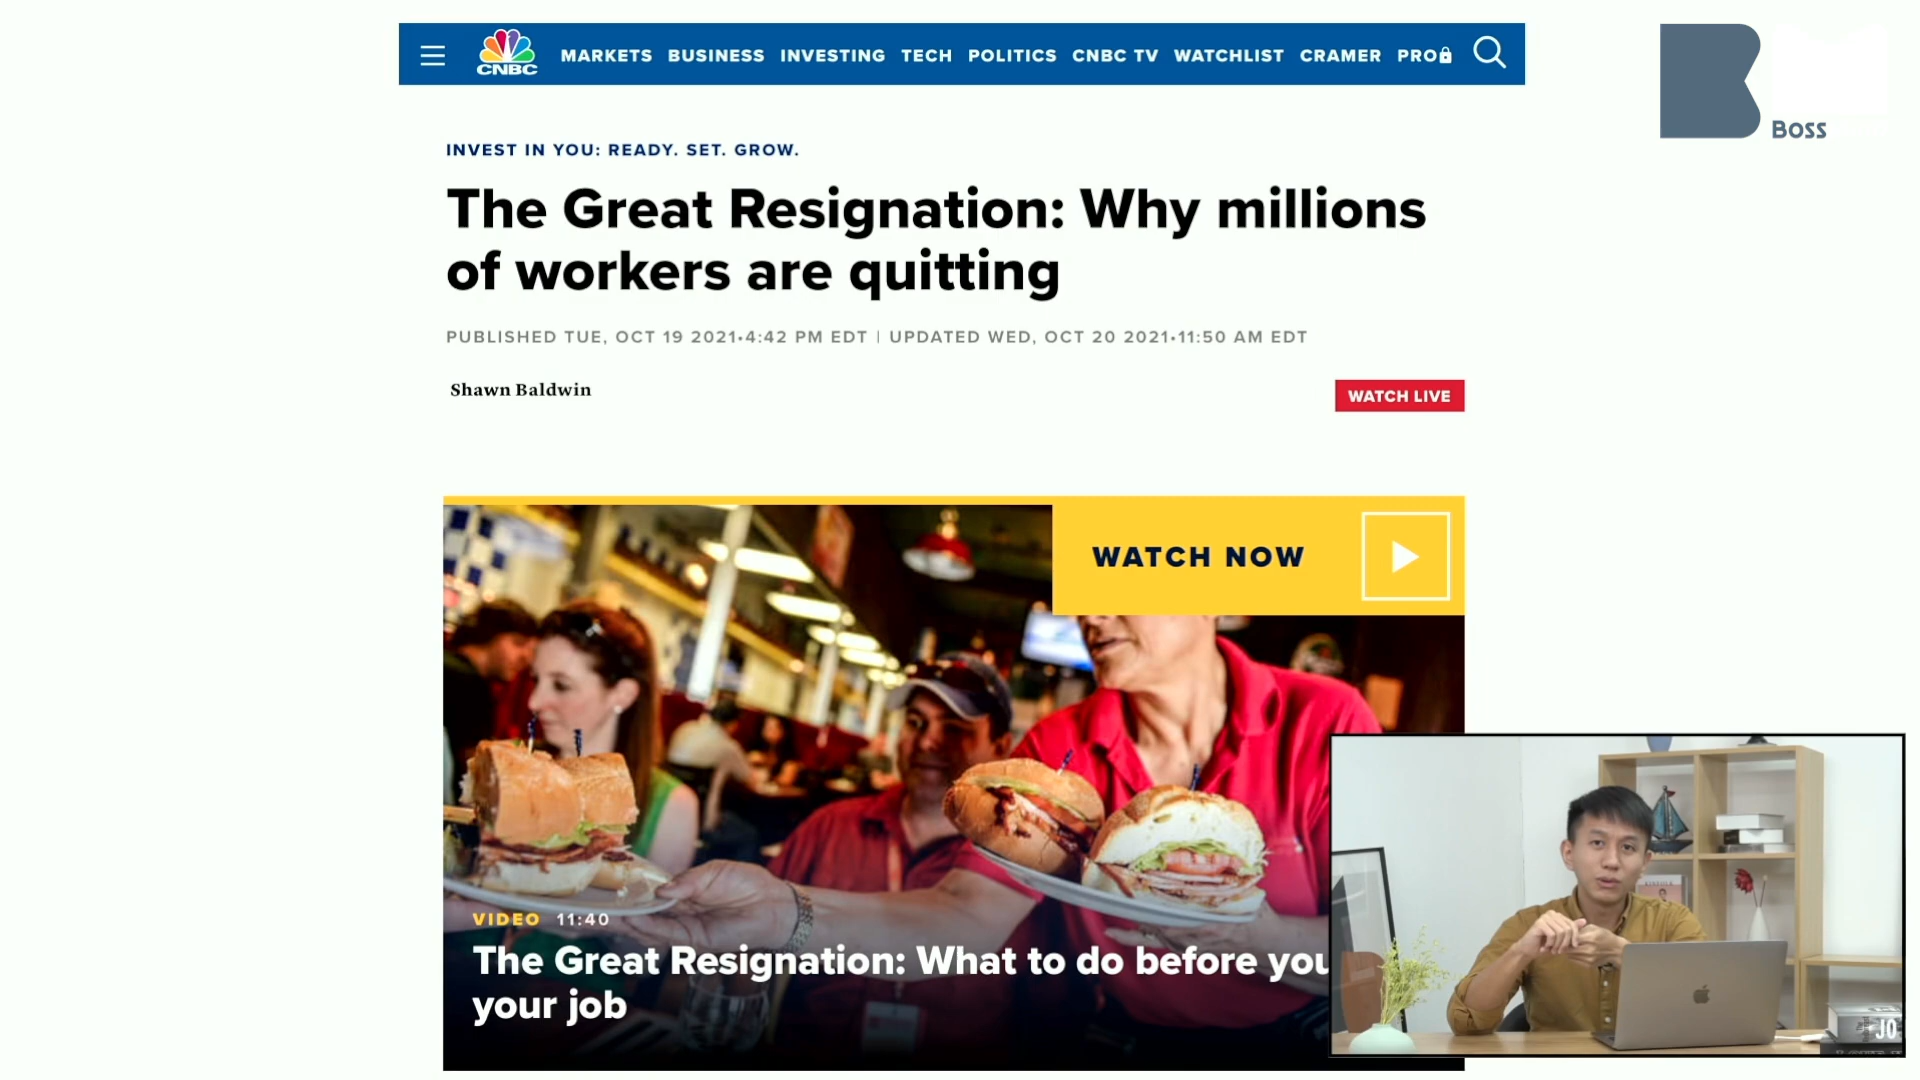 CNBC
MARKETS BUSINESS INVESTING TECH POLITICS CNBC TV WATCHLIST CRAMER PRO
Boss
INVEST IN YOU: READY. SET. GROW.
The Great Resignation: Why millions
of workers are quitting
PUBLISHED TUE, OCT 19 2021•4:42 PM EDT | UPDATED WED, OCT 20 2021•11:50 AM EDT
Shawn Baldwin
WATCH LIVE
WATCH NOW
VIDEO 11:40
The Great Resignation: What to do before you
your job
JO